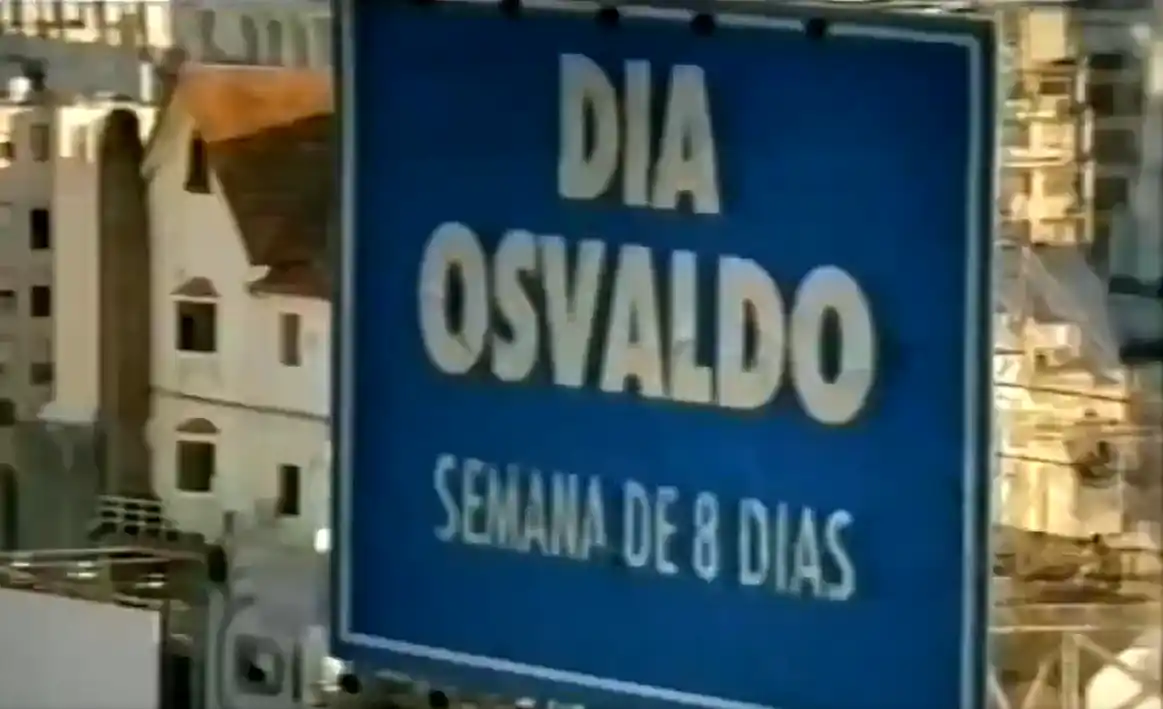 DIA
OSVALDO
SEMANA DE 8 DIAS